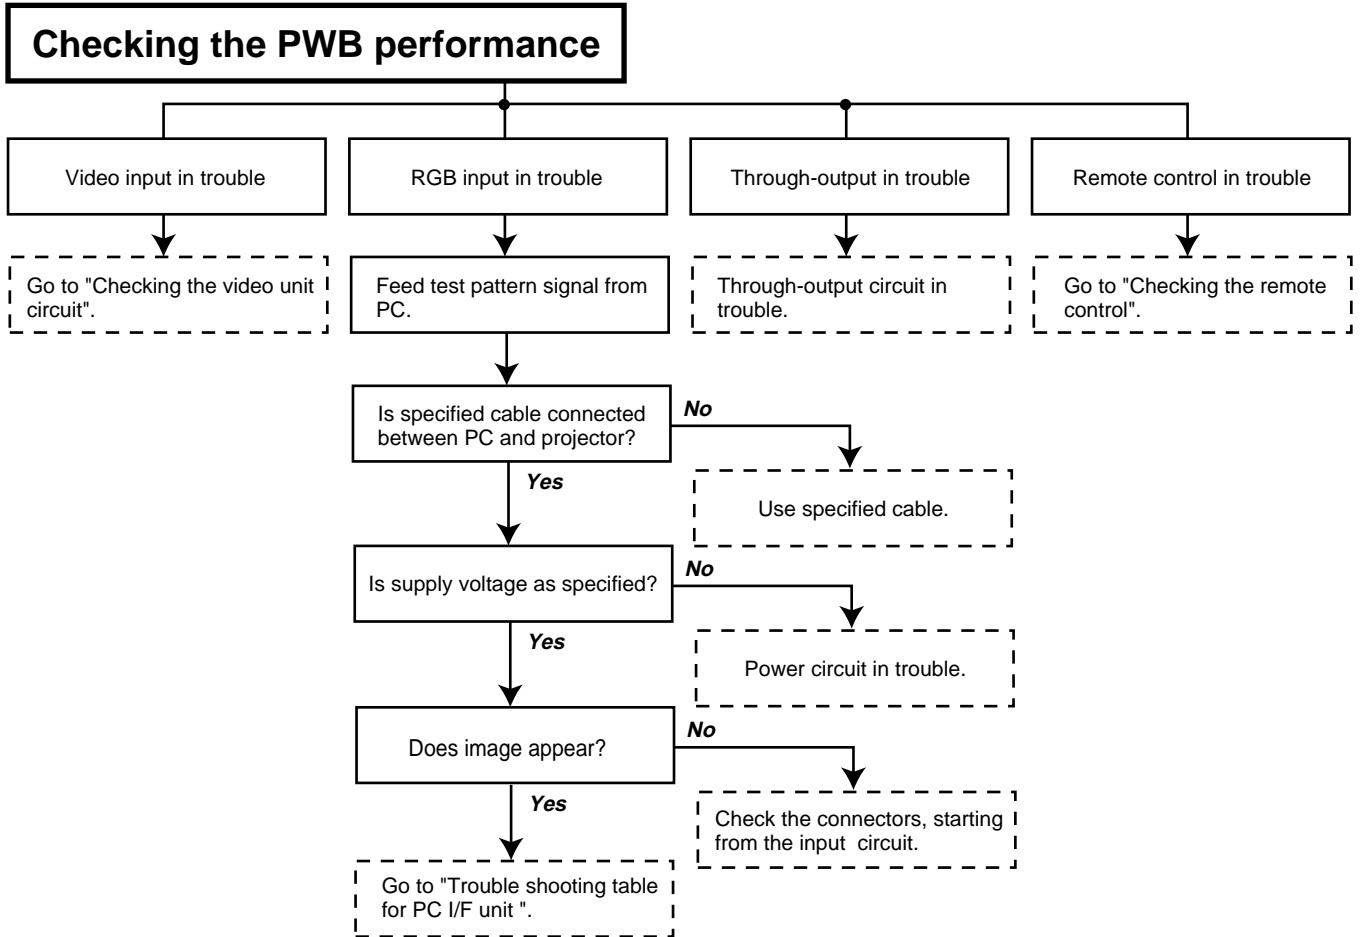 Checking the PWB performance
Video input in trouble
RGB input in trouble
Through-output in trouble
Remote control in trouble
Go to "Checking the video unit
circuit".
Feed test pattern signal from
PC.
Through-output circuit in
trouble.
Go to "Checking the remote
control".
Is specified cable connected
between PC and projector?
No
Yes
Use specified cable.
Is supply voltage as specified?
No
Yes
Power circuit in trouble.
Does image appear?
No
Yes
Check the connectors, starting
from the input  circuit.
Go to "Trouble shooting table
for PC I/F unit ".